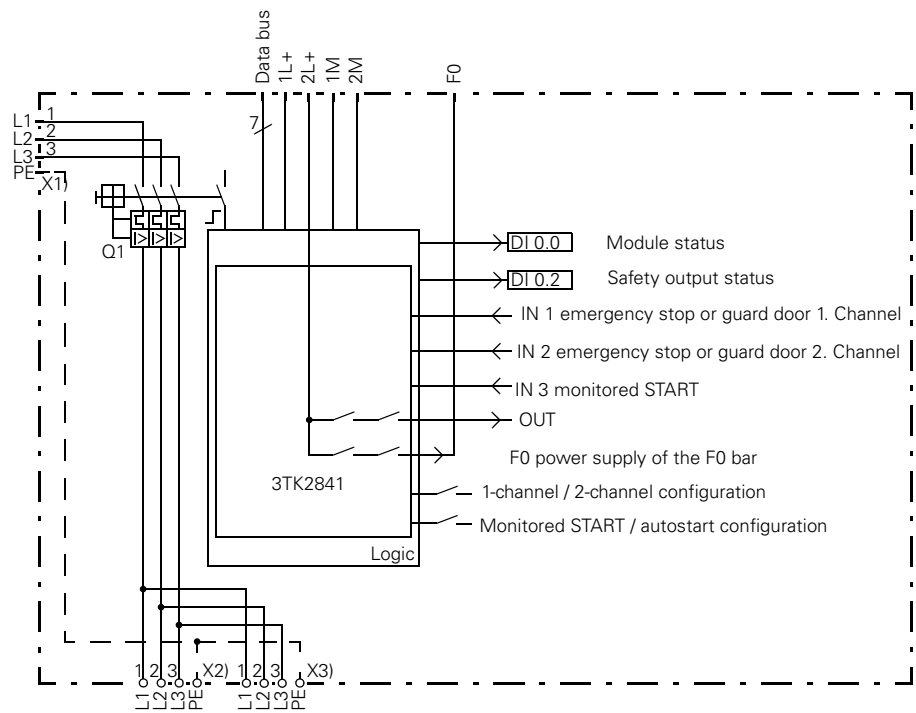 Data bus
1L+
2L+
1M
2M
F0
7
L1 1
L2 2
L3 3
PE
X1)
Q1
DI 0.0 Module status
DI 0.2 Safety output status
IN 1 emergency stop or guard door 1. Channel
IN 2 emergency stop or guard door 2. Channel
IN 3 monitored START
OUT
F0 power supply of the F0 bar
3TK2841
1-channel / 2-channel configuration
Monitored START / autostart configuration
Logic
1 2 3 X2)
1 2 3 X3)
L1
L2
L3
PE
L1
L2
L3
PE